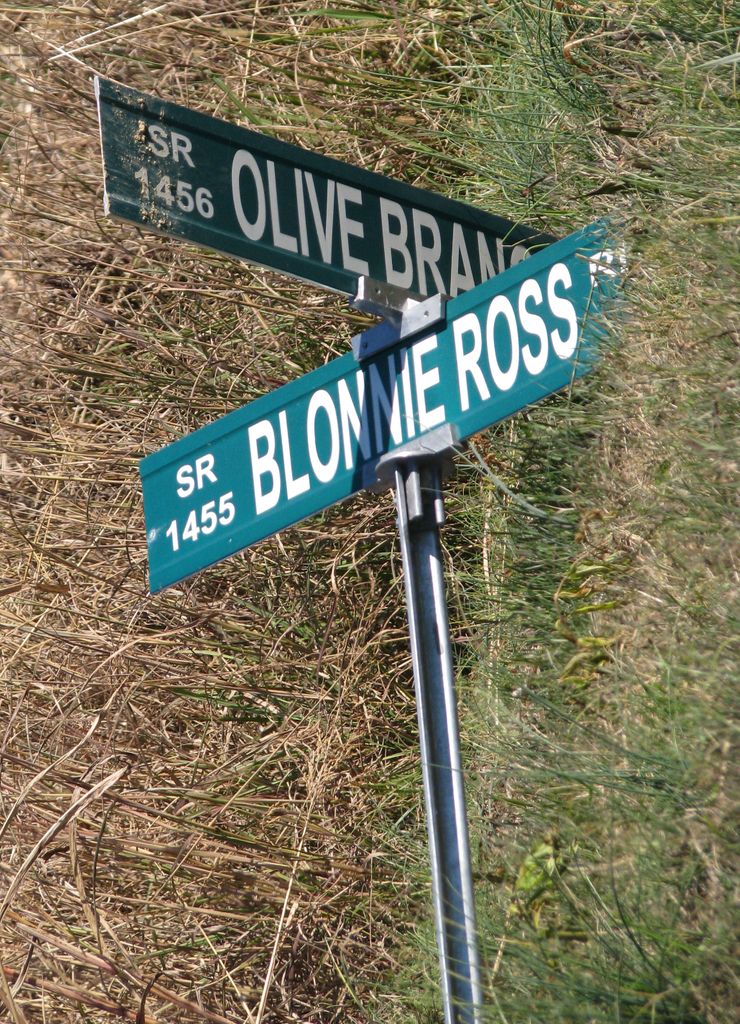 SR
1456
OLIVE BRAN
SR
1455
BLONNIE ROSS